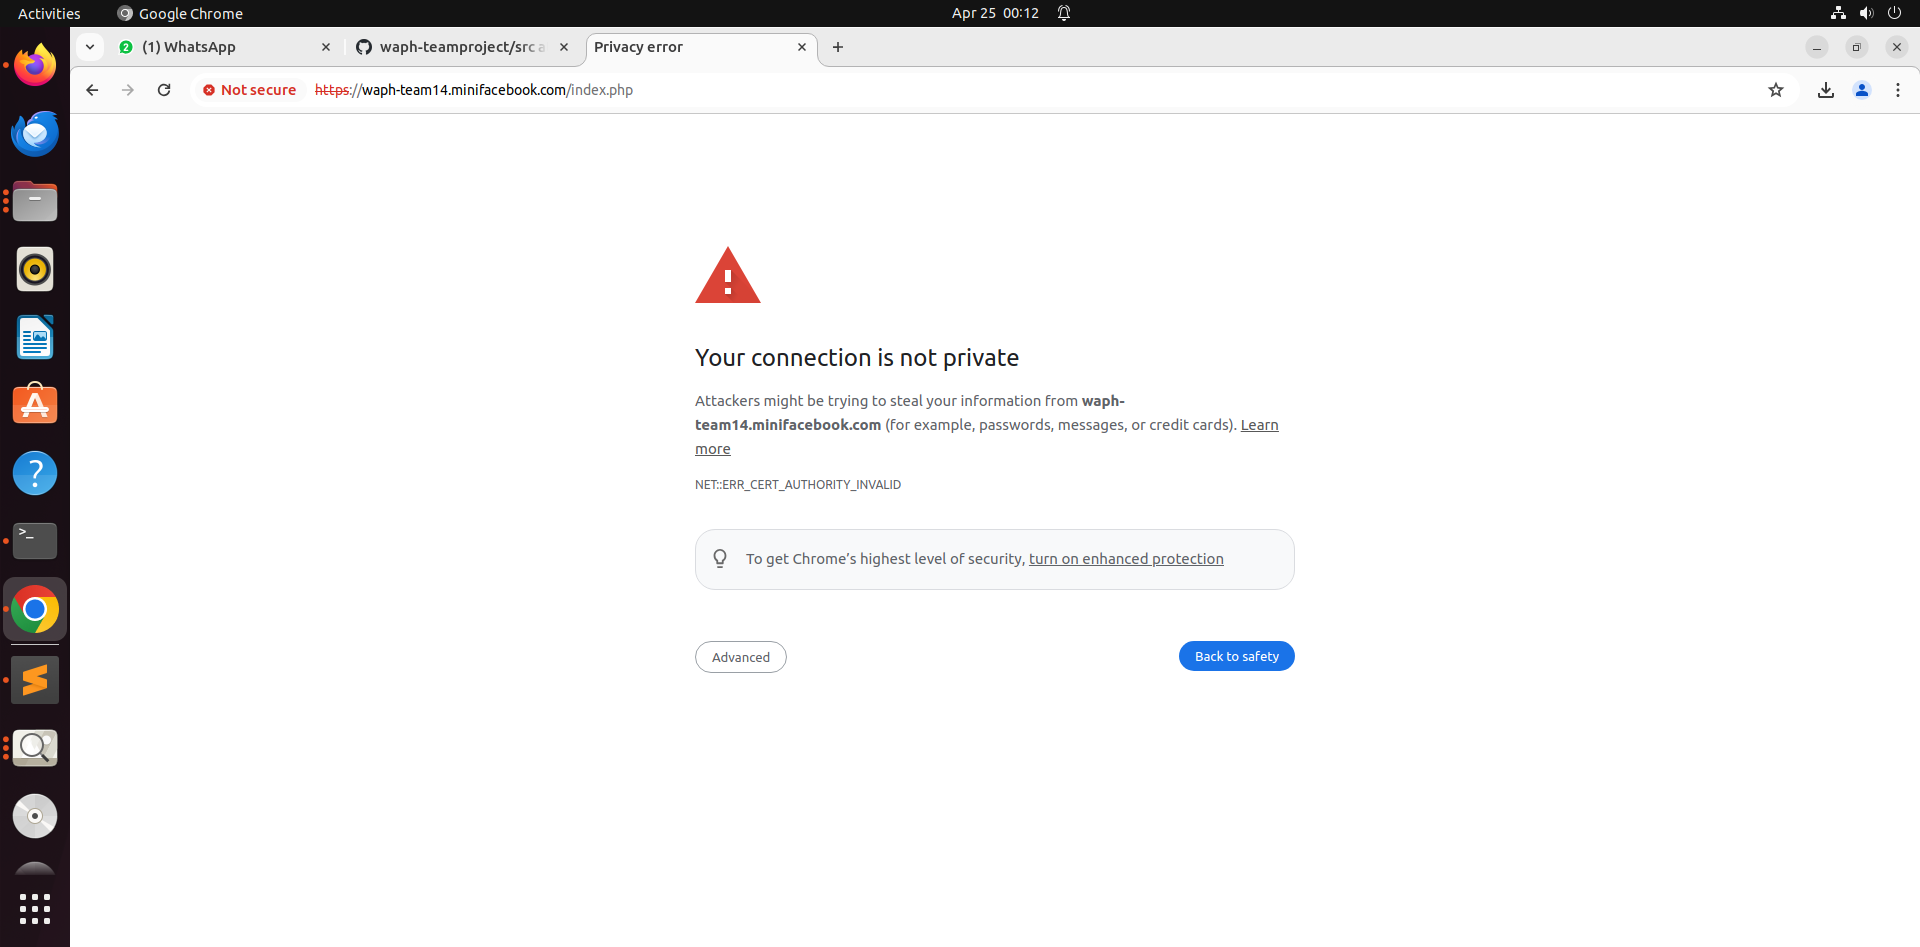 Activities
Google Chrome
Apr 25 00:12
2
(1) WhatsApp
waph-teamproject/src a
Privacy error
Not secure
https://waph-team14.minifacebook.com/index.php
Your connection is not private
Attackers might be trying to steal your information from waph-
team14.minifacebook.com (for example, passwords, messages, or credit cards). Learn
more
NET::ERR_CERT_AUTHORITY_INVALID
To get Chrome’s highest level of security, turn on enhanced protection
Advanced
Back to safety